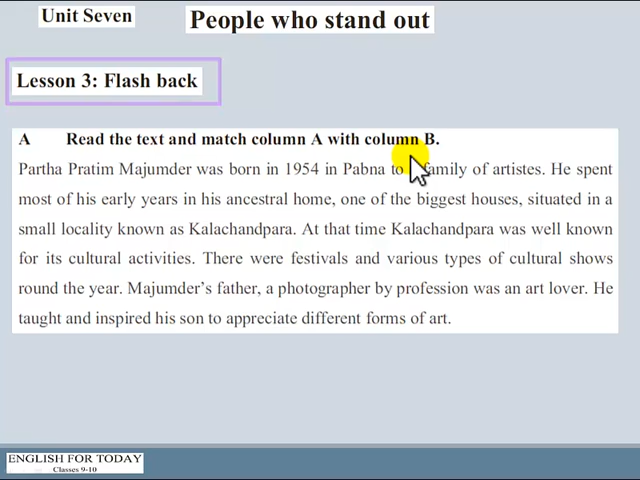 Unit Seven
People who stand out
Lesson 3: Flash back
A Read the text and match column A with column B.
Partha Pratim Majumder was born in 1954 in Pabna to family of artistes. He spent
most of his early years in his ancestral home, one of the biggest houses, situated in a
small locality known as Kalachandpara. At that time Kalachandpara was well known
for its cultural activities. There were festivals and various types of cultural shows
round the year. Majumder's father, a photographer by profession was an art lover. He
taught and inspired his son to appreciate different forms of art.
ENGLISH FOR TODAY
Classes 9-10